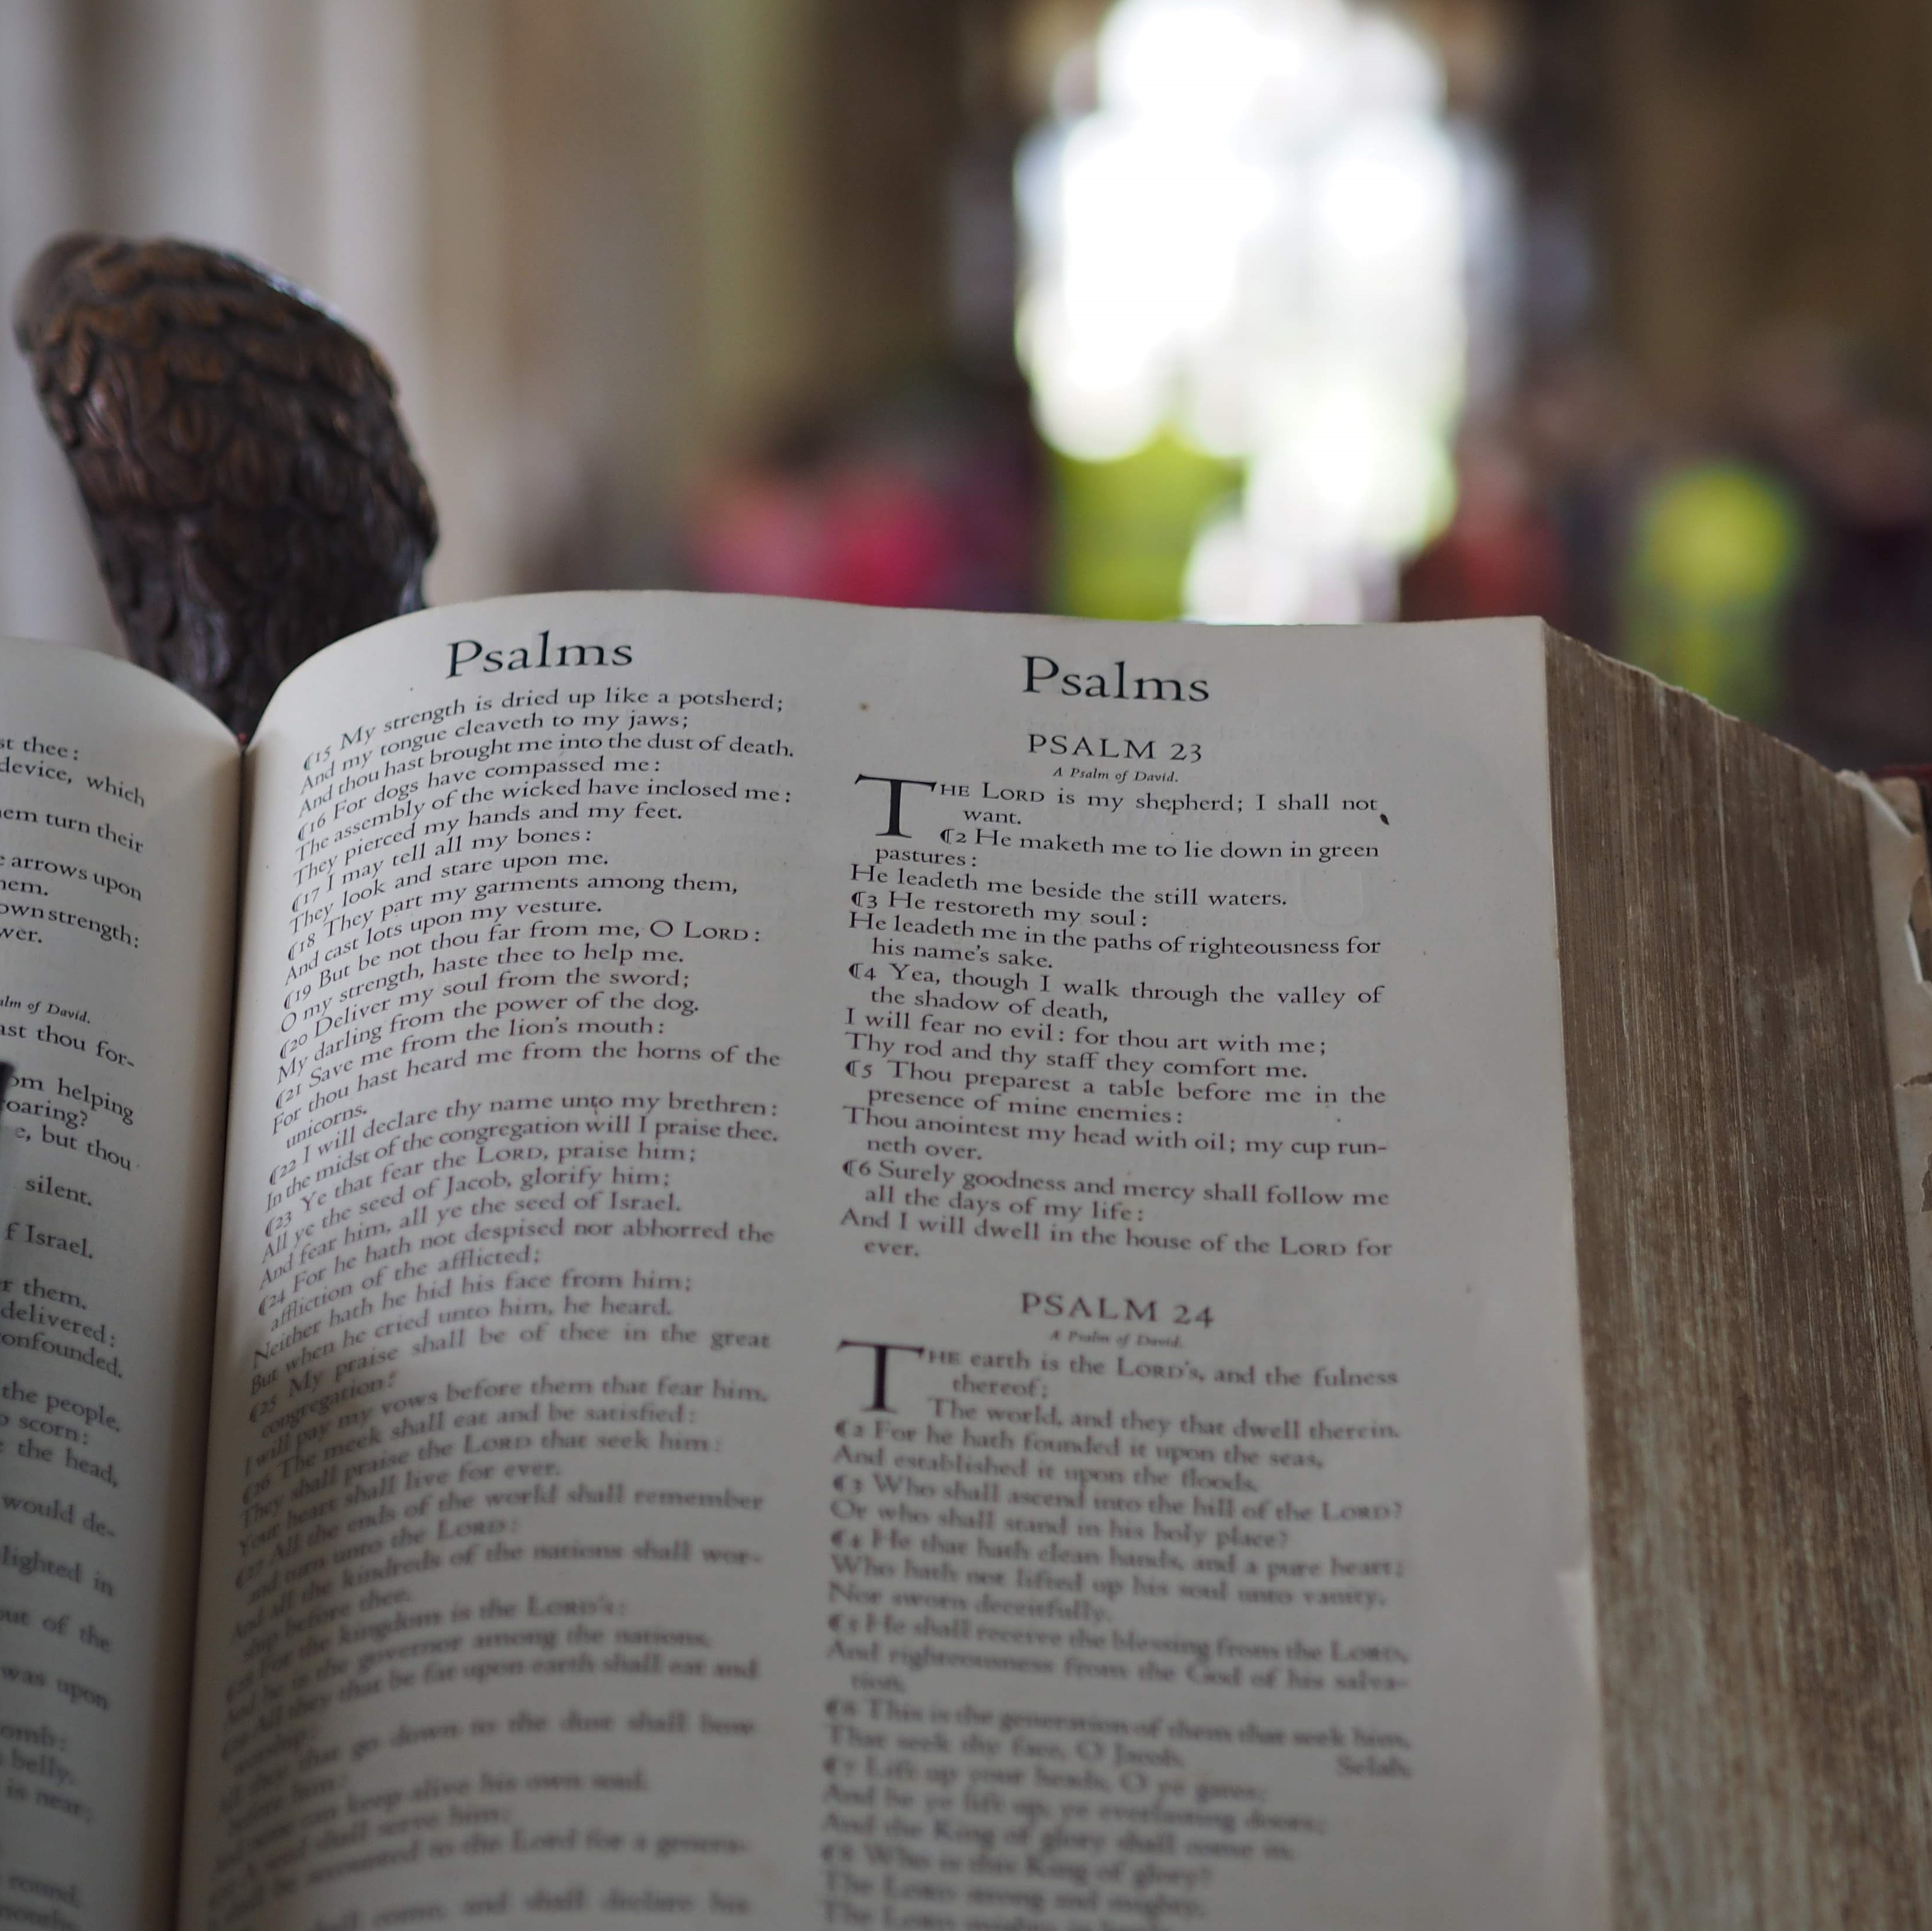 st thee:
device, which
em turn their
arrows upon
hem.
own strength:
wer.
alm of David.
ast thou for-
om helping
oaring?
e, but thou
silent.
f Israel.
r them.
delivered:
onfounded.
the people.
scorn:
the head,
would de-
lighted in
out of the
was upon
omb:
belly.
is near;
round.
Psalms
¶15 My strength is dried up like a potsherd;
And my tongue cleaveth to my jaws;
And thou hast brought me into the dust of death.
¶16 For dogs have compassed me:
The assembly of the wicked have inclosed me:
They pierced my hands and my feet.
¶17 I may tell all my bones:
They look and stare upon me.
¶18 They part my garments among them,
And cast lots upon my vesture.
¶19 But be not thou far from me, O LORD:
O my strength, haste thee to help me.
¶20 Deliver my soul from the sword;
My darling from the power of the dog.
¶21 Save me from the lion's mouth:
For thou hast heard me from the horns of the
unicorns.
¶22 I will declare thy name unto my brethren:
In the midst of the congregation will I praise thee.
¶23 Ye that fear the LORD, praise him;
All ye the seed of Jacob, glorify him;
And fear him, all ye the seed of Israel.
¶24 For he hath not despised nor abhorred the
affliction of the afflicted;
Neither hath he hid his face from him;
But when he cried unto him, he heard.
¶25 My praise shall be of thee in the great
congregation:
I will pay my vows before them that fear him.
¶26 The meek shall eat and be satisfied:
They shall praise the LORD that seek him:
Your heart shall live for ever.
¶27 All the ends of the world shall remember
and turn unto the LORD:
And all the kindreds of the nations shall wor-
ship before thee.
¶28 For the kingdom is the LORD's:
And he is the governor among the nations.
¶29 All they that be fat upon earth shall eat and
worship:
All they that go down to the dust shall bow
before him:
And none can keep alive his own soul.
¶30 A seed shall serve him;
It shall be accounted to the Lord for a genera-
shall come, and shall declare his
Psalms
PSALM 23
A Psalm of David.
THE LORD is my shepherd; I shall not
want.
¶2 He maketh me to lie down in green
pastures:
He leadeth me beside the still waters.
¶3 He restoreth my soul:
He leadeth me in the paths of righteousness for
his name's sake.
¶4 Yea, though I walk through the valley of
the shadow of death,
I will fear no evil: for thou art with me;
Thy rod and thy staff they comfort me.
¶5 Thou preparest a table before me in the
presence of mine enemies:
Thou anointest my head with oil; my cup run-
neth over.
¶6 Surely goodness and mercy shall follow me
all the days of my life:
And I will dwell in the house of the LORD for
ever.
PSALM 24
A Psalm of David.
THE earth is the LORD's, and the fulness
thereof;
The world, and they that dwell therein.
¶2 For he hath founded it upon the seas,
And established it upon the floods.
¶3 Who shall ascend into the hill of the LORD?
Or who shall stand in his holy place?
¶4 He that hath clean hands, and a pure heart;
Who hath not lifted up his soul unto vanity,
Nor sworn deceitfully.
¶5 He shall receive the blessing from the LORD,
And righteousness from the God of his salva-
tion.
¶6 This is the generation of them that seek him,
That seek thy face, O Jacob. Selah.
¶7 Lift up your heads, O ye gates;
And be ye lift up, ye everlasting doors;
And the King of glory shall come in.
¶8 Who is this King of glory?
The LORD strong and mighty,
The LORD mighty in battle.